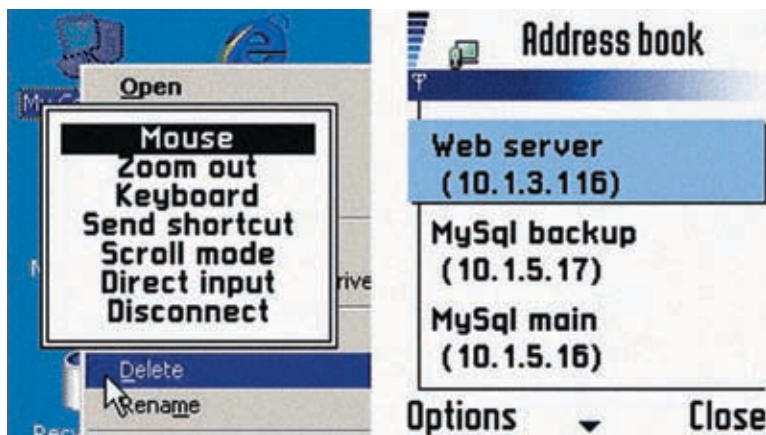 My
Open
Mouse
Zoom out
Keyboard
Send shortcut
Scroll mode
Direct input
Disconnect
Delete
Rename
Address book
Web server
(10.1.3.116)
MySql backup
(10.1.5.17)
MySql main
(10.1.5.16)
Options
Close